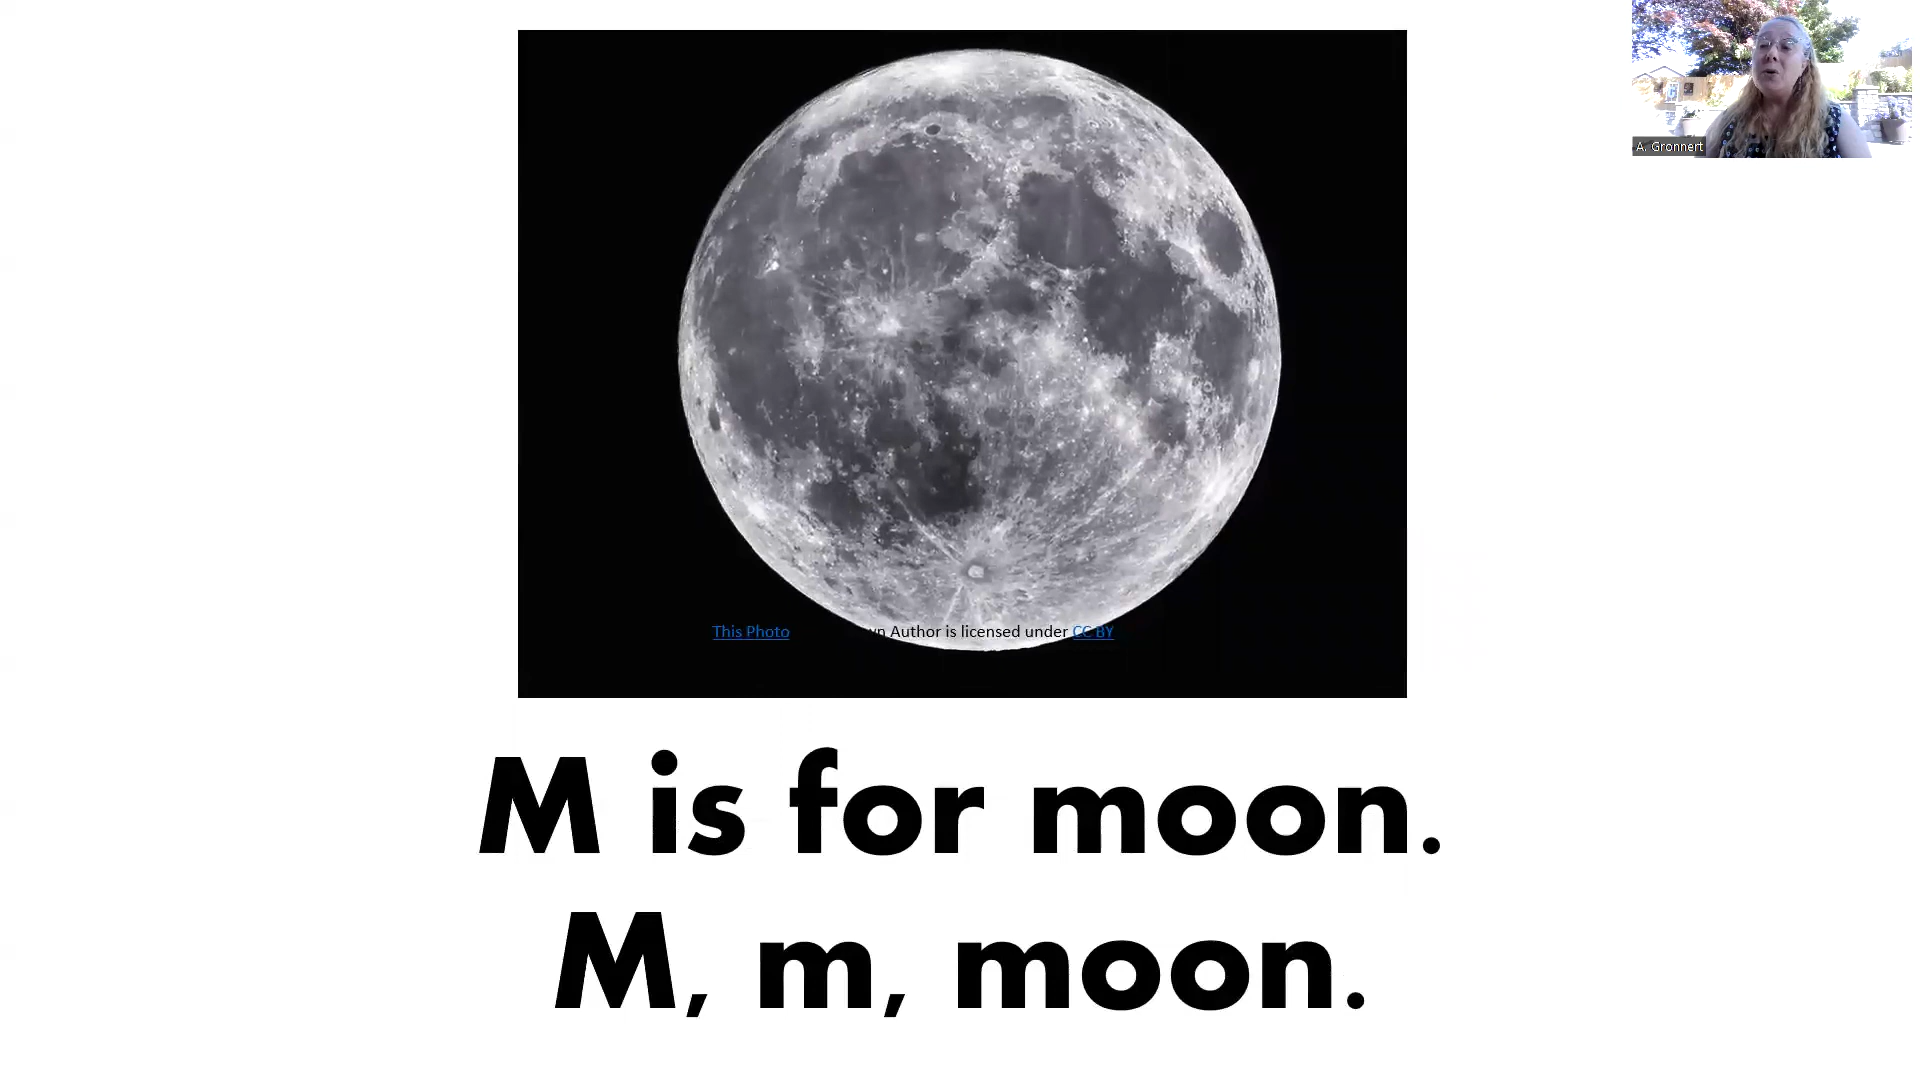 A. Gronnert
This Photo Author is licensed under CC BY
M is for moon.
M, m, moon.